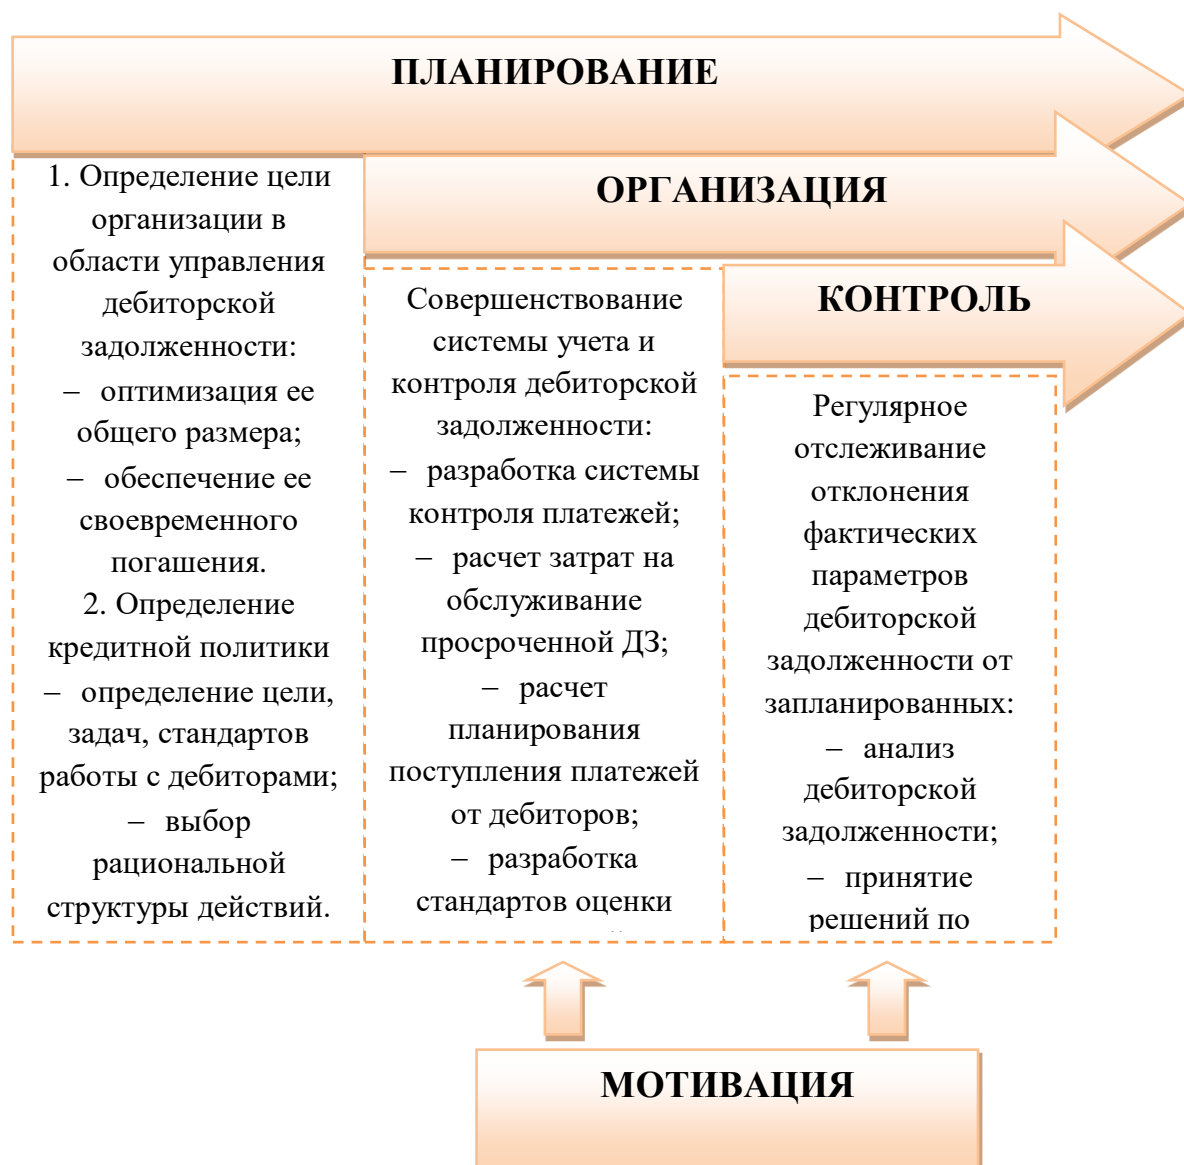 ПЛАНИРОВАНИЕ
1. Определение цели
организации в
области управления
дебиторской
задолженности:
– оптимизация ее
общего размера;
– обеспечение ее
своевременного
погашения.
2. Определение
кредитной политики
– определение цели,
задач, стандартов
работы с дебиторами;
– выбор
рациональной
структуры действий.
ОРГАНИЗАЦИЯ
Совершенствование
системы учета и
контроля дебиторской
задолженности:
– разработка системы
контроля платежей;
– расчет затрат на
обслуживание
просроченной ДЗ;
– расчет
планирования
поступления платежей
от дебиторов;
– разработка
стандартов оценки
КОНТРОЛЬ
Регулярное
отслеживание
отклонения
фактических
параметров
дебиторской
задолженности от
запланированных:
– анализ
дебиторской
задолженности;
– принятие
решений по
МОТИВАЦИЯ